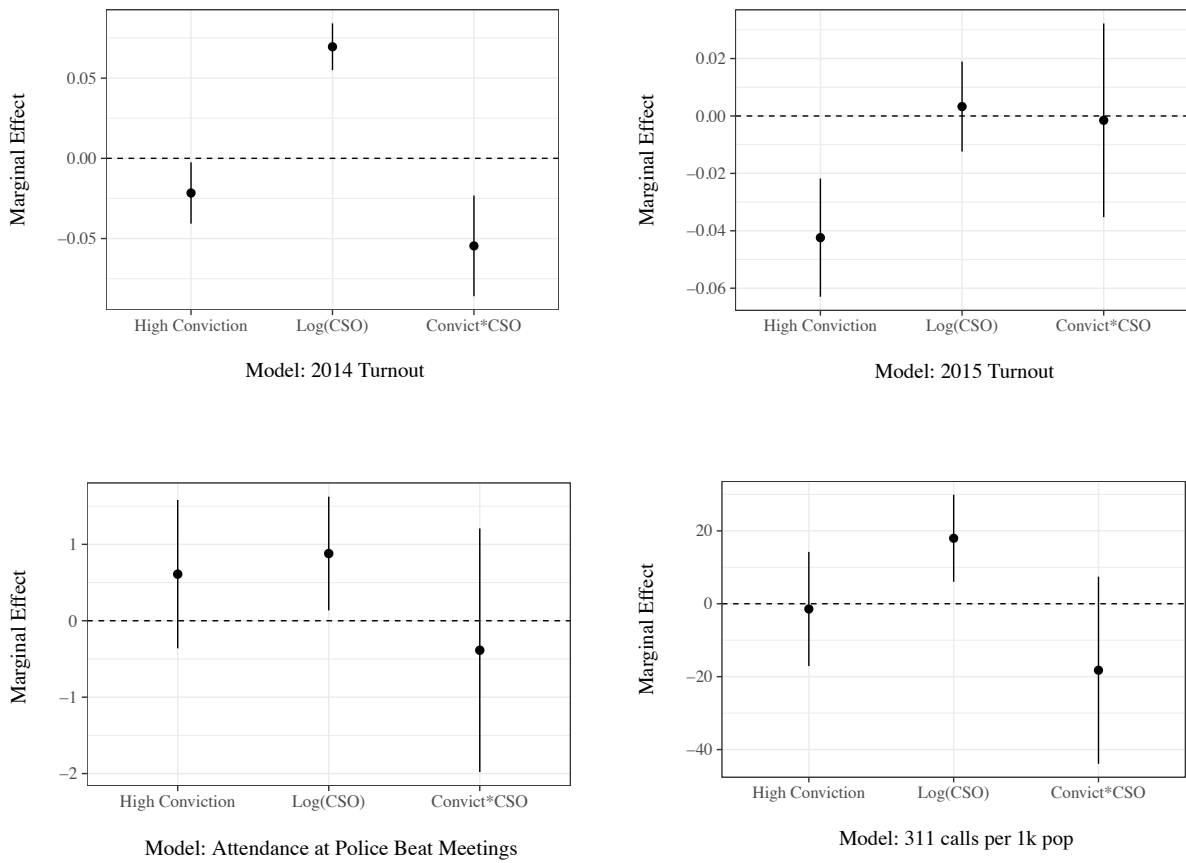 Marginal Effect
0.05
0.00
−0.05
High Conviction
Log(CSO)
Convict*CSO
Model: 2014 Turnout
Marginal Effect
0.02
0.00
−0.02
−0.04
−0.06
High Conviction
Log(CSO)
Convict*CSO
Model: 2015 Turnout
Marginal Effect
1
0
−1
−2
High Conviction
Log(CSO)
Convict*CSO
Model: Attendance at Police Beat Meetings
Marginal Effect
20
0
−20
−40
High Conviction
Log(CSO)
Convict*CSO
Model: 311 calls per 1k pop